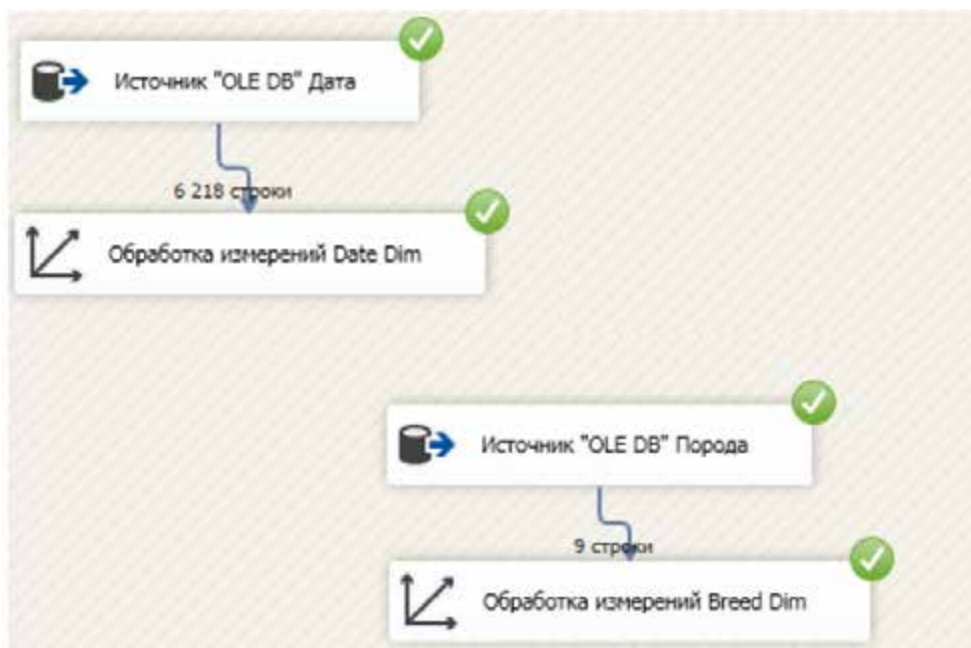 Источник "OLE DB" Дата
6 218 строки
Обработка измерений Date Dim
Источник "OLE DB" Порода
9 строки
Обработка измерений Breed Dim